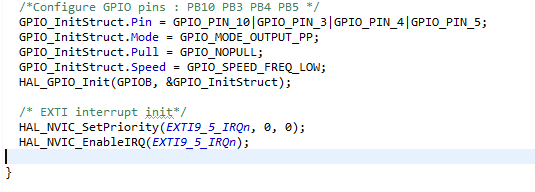 /*Configure GPIO pins : PB10 PB3 PB4 PB5 */
GPIO_InitStruct.Pin = GPIO_PIN_10|GPIO_PIN_3|GPIO_PIN_4|GPIO_PIN_5;
GPIO_InitStruct.Mode = GPIO_MODE_OUTPUT_PP;
GPIO_InitStruct.Pull = GPIO_NOPULL;
GPIO_InitStruct.Speed = GPIO_SPEED_FREQ_LOW;
HAL_GPIO_Init(GPIOB, &GPIO_InitStruct);
/* EXTI interrupt init*/
HAL_NVIC_SetPriority(EXTI9_5_IRQn, 0, 0);
HAL_NVIC_EnableIRQ(EXTI9_5_IRQn);
}